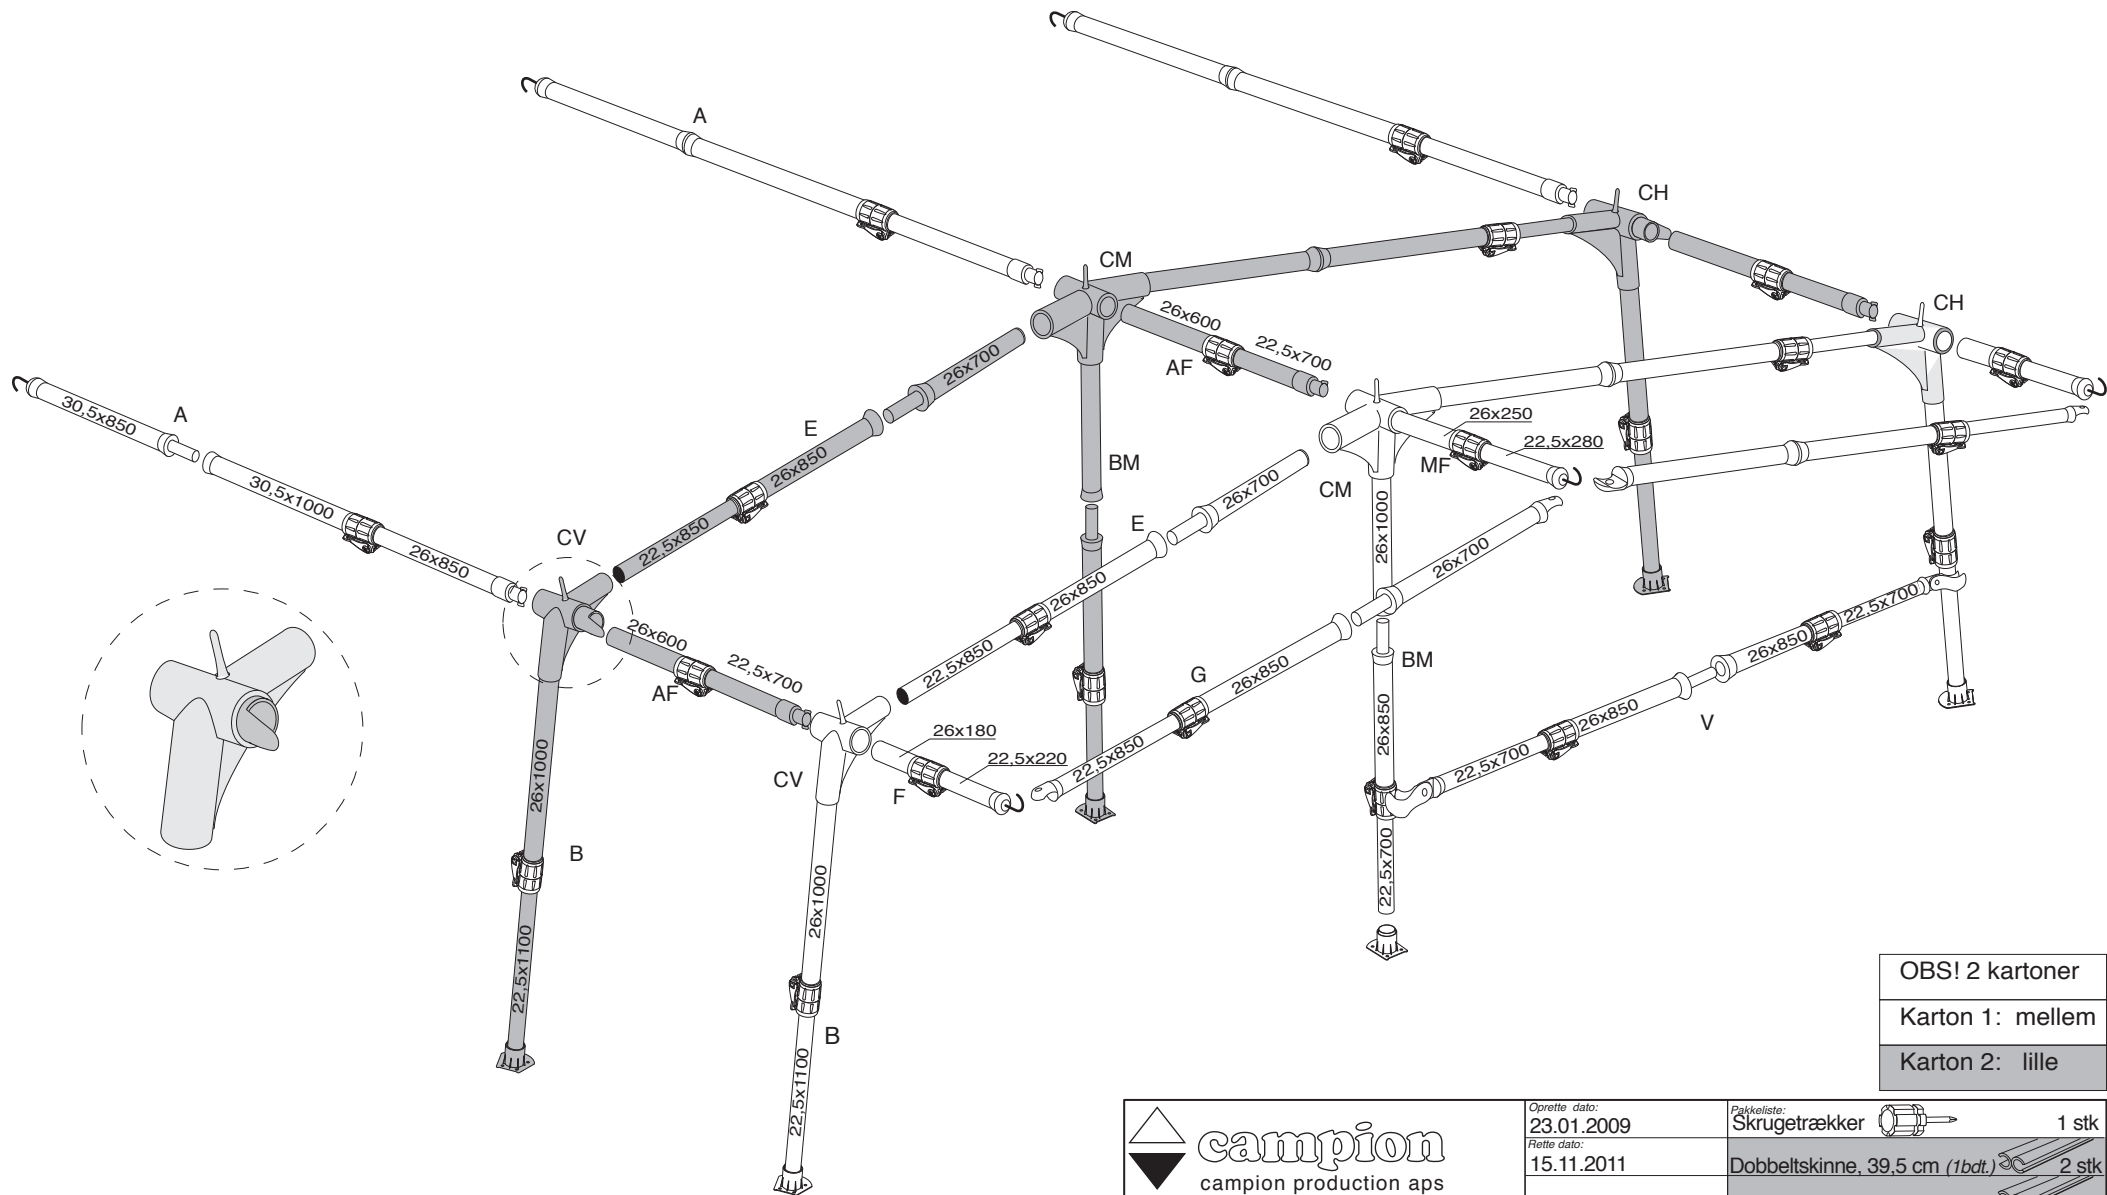 A
CH
CM
CH
26x600
22,5x700
AF
A
30,5x850
30,5x1000
26x850
E
26x700
26x850
22,5x850
BM
26x250
22,5x280
MF
CM
CV
26x1000
E
26x700
26x850
22,5x850
26x700
26x600
22,5x700
AF
G
26x850
22,5x850
BM
26x850
22,5x700
22,5x700
26x850
V
26x850
22,5x700
26x180
22,5x220
CV
F
26x1000
B
22,5x1100
26x1000
B
22,5x1100
OBS! 2 kartoner
Karton 1: mellem
Karton 2: lille
campion
campion production aps
Oprette dato:
23.01.2009
Rette dato:
15.11.2011
Pakkeliste:
Skrugetrækker 1 stk
Dobbeltskinne, 39,5 cm (1bdt.) 2 stk